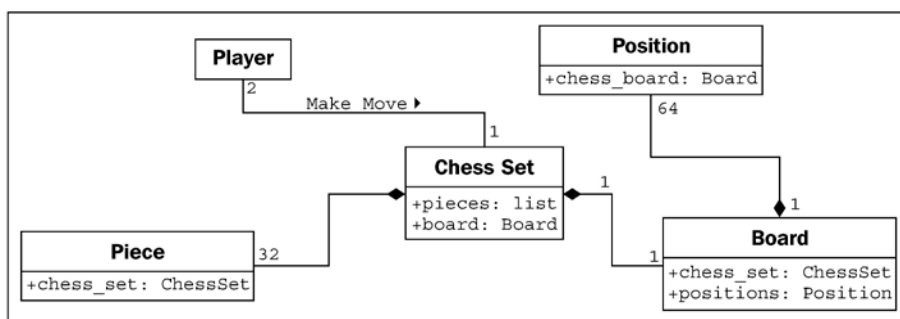 Player
2
Make Move
1
Position
+chess_board: Board
64
Chess Set
+pieces: list
+board: Board
1
1
Piece
+chess_set: ChessSet
32
1
Board
+chess_set: ChessSet
+positions: Position